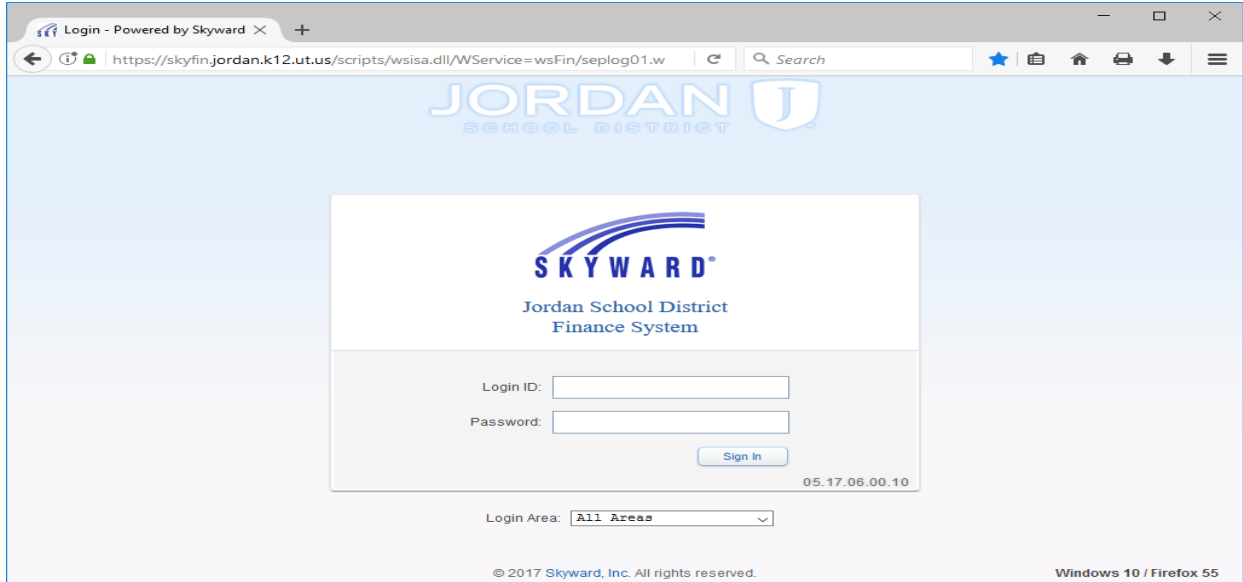 Login - Powered by Skyward
https://skyfin.jordan.k12.ut.us/scripts/wsisa.dll/WService=wsFin/seplog01.w
Search
JORDAN J
SCHOOL DISTRICT
SKYWARD®
Jordan School District
Finance System
Login ID:
Password:
Sign In
05.17.06.00.10
Login Area: All Areas
© 2017 Skyward, Inc. All rights reserved.
Windows 10 / Firefox 55